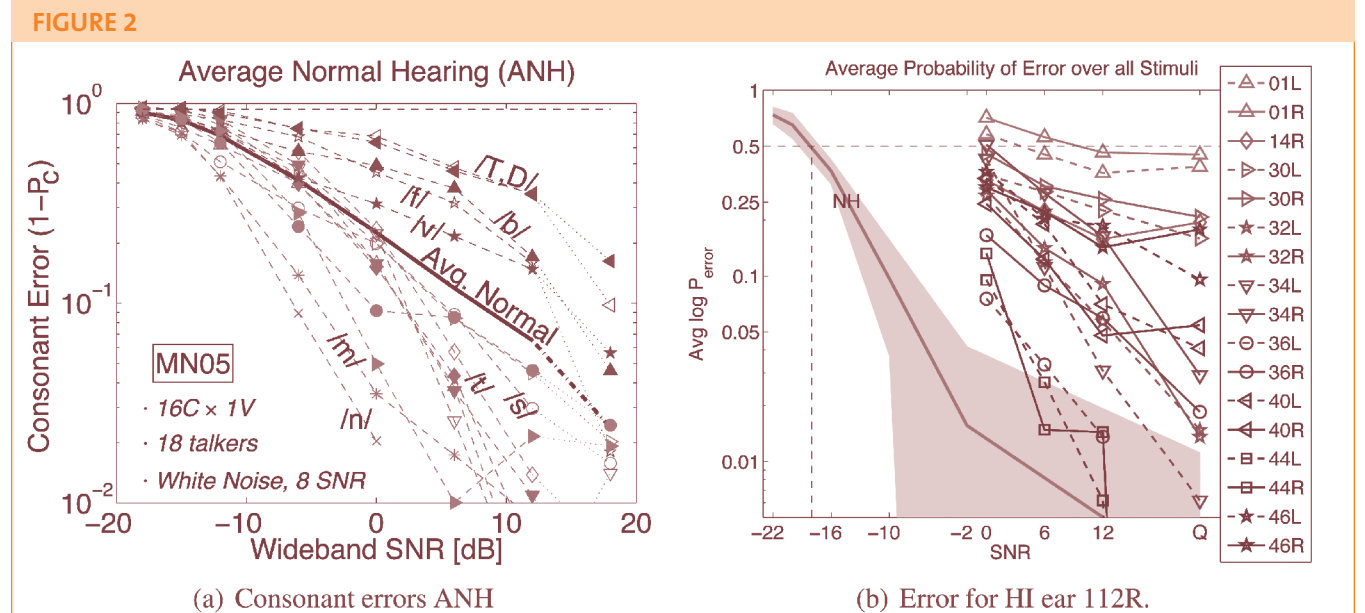 FIGURE 2
Average Normal Hearing (ANH)
Consonant Error (1-P_C)
10^0
10^-1
10^-2
/T,D/
/b/
/f/
/v/
Avg. Normal
/m/
/n/
/t/
/s/
MN05
· 16C × 1V
· 18 talkers
· White Noise, 8 SNR
−20 −10 0 10 20
Wideband SNR [dB]
(a) Consonant errors ANH
Average Probability of Error over all Stimuli
Avg log P_error
1
0.5
0.25
0.1
0.05
0.01
NH
−22 −16 −10 −2 0 6 12 Q
SNR
01L
01R
14R
30L
30R
32L
32R
34L
34R
36L
36R
40L
40R
44L
44R
46L
46R
(b) Error for HI ear 112R.